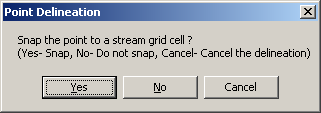 Point Delineation
Snap the point to a stream grid cell ?
(Yes- Snap, No- Do not snap, Cancel- Cancel the delineation)
Yes No Cancel